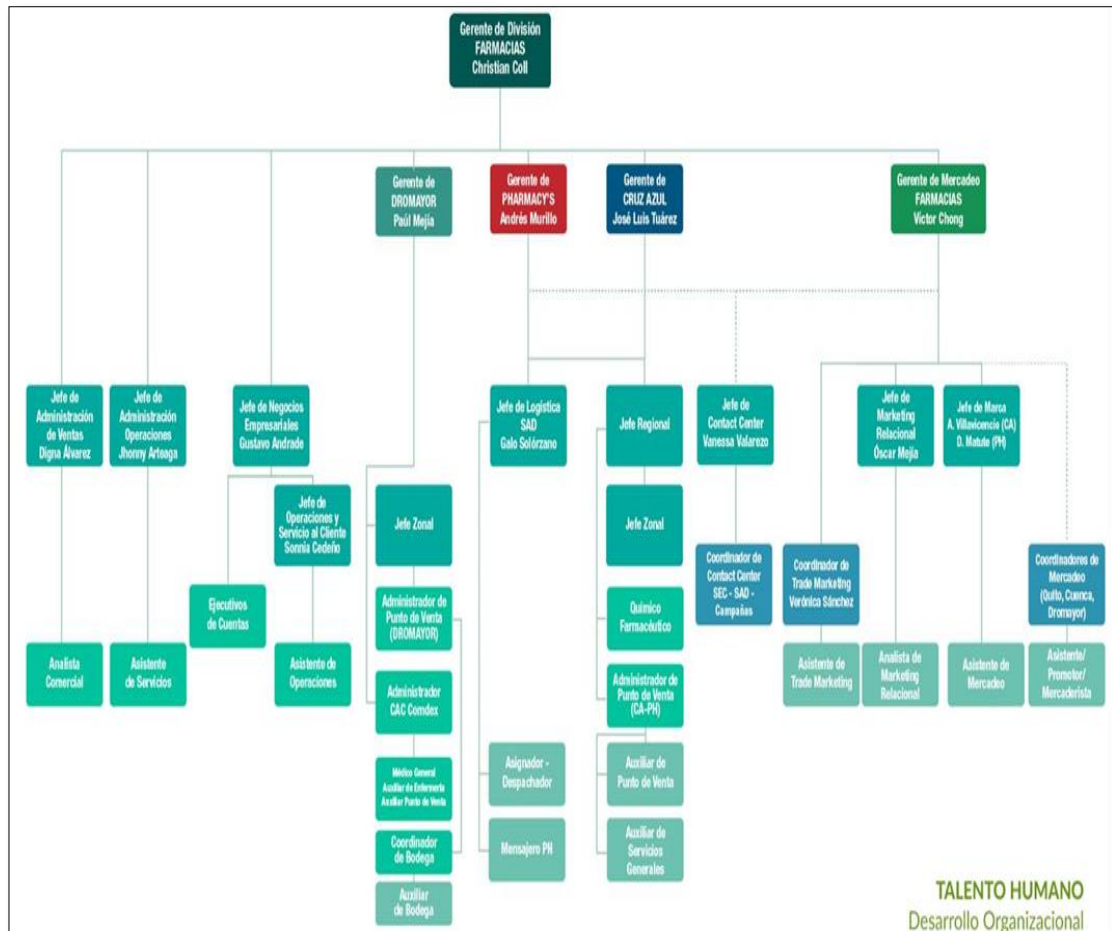 Gerente de División
FARMACIAS
Christian Coll
Gerente de
DROMAYOR
Paúl Mejía
Gerente de
PHARMACY'S
Andrés Murillo
Gerente de
CRUZ AZUL
José Luis Tuárez
Gerente de Mercadeo
FARMACIAS
Víctor Chong
Jefe de
Administración
de Ventas
Digna Álvarez
Jefe de
Administración
Operaciones
Jhonny Arteaga
Jefe de Negocios
Empresariales
Gustavo Andrade
Jefe de Logística
SAD
Galo Solórzano
Jefe Regional
Jefe de
Contact Center
Vanessa Valarezo
Jefe de
Marketing
Relacional
Óscar Mejía
Jefe de Marca
A. Villavicencio (CA)
D. Matute (PH)
Jefe de
Operaciones y
Servicio al Cliente
Sonnia Cedeño
Jefe Zonal
Jefe Zonal
Coordinador de
Contact Center
SEC - SAD -
Campañas
Coordinador de
Trade Marketing
Verónica Sánchez
Coordinadores de
Mercadeo
(Quito, Cuenca,
Dromayor)
Ejecutivos
de Cuentas
Administrador de
Punto de Venta
(DROMAYOR)
Químico
Farmacéutico
Analista
Comercial
Asistente
de Servicios
Asistente de
Operaciones
Administrador
CAC Comdex
Administrador de
Punto de Venta
(CA-PH)
Asistente de
Trade Marketing
Analista de
Marketing
Relacional
Asistente de
Mercadeo
Asistente/
Promotor/
Mercaderista
Médico General
Auxiliar de Enfermería
Auxiliar Punto de Venta
Asignador -
Despachador
Auxiliar de
Punto de Venta
Coordinador
de Bodega
Mensajero PH
Auxiliar de
Servicios
Generales
Auxiliar
de Bodega
TALENTO HUMANO
Desarrollo Organizacional